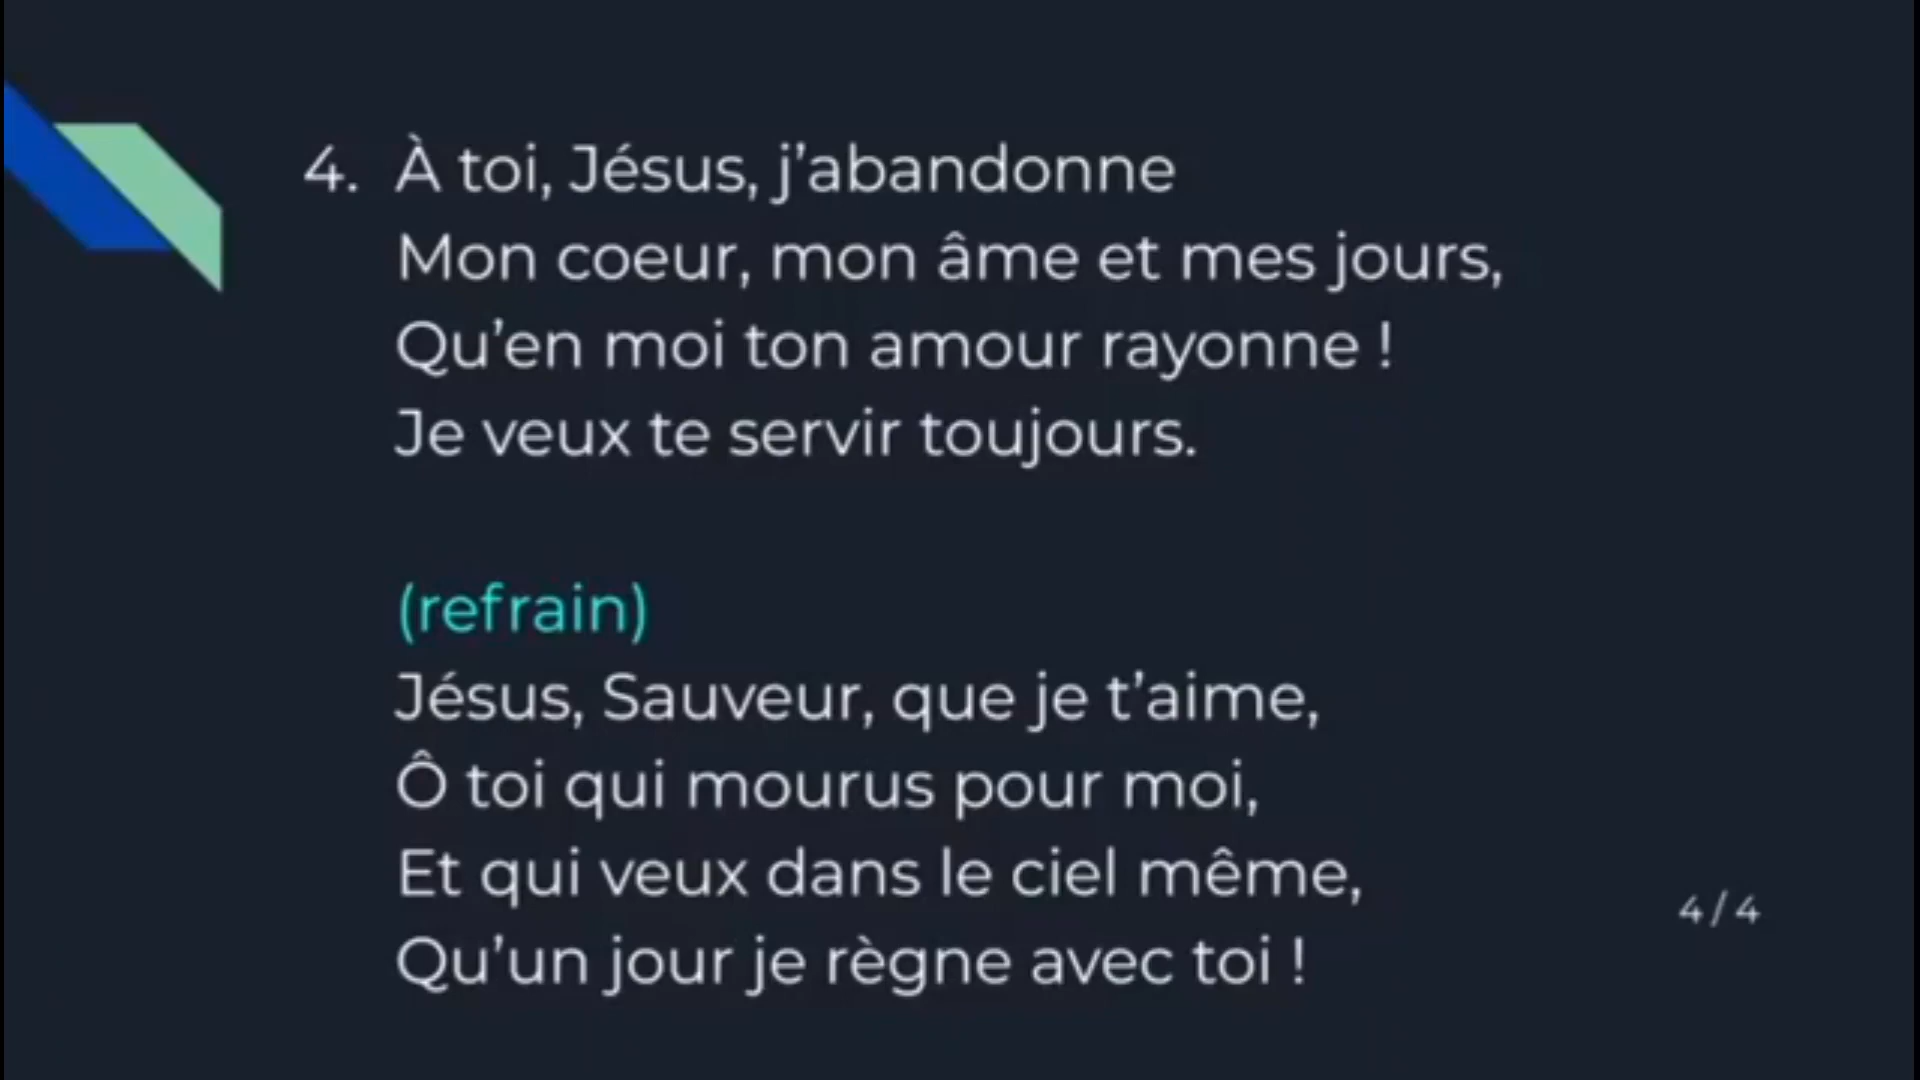 4. À toi, Jésus, j’abandonne
Mon coeur, mon âme et mes jours,
Qu’en moi ton amour rayonne !
Je veux te servir toujours.
(refrain)
Jésus, Sauveur, que je t’aime,
Ô toi qui mourus pour moi,
Et qui veux dans le ciel même,
Qu’un jour je règne avec toi !
4 / 4